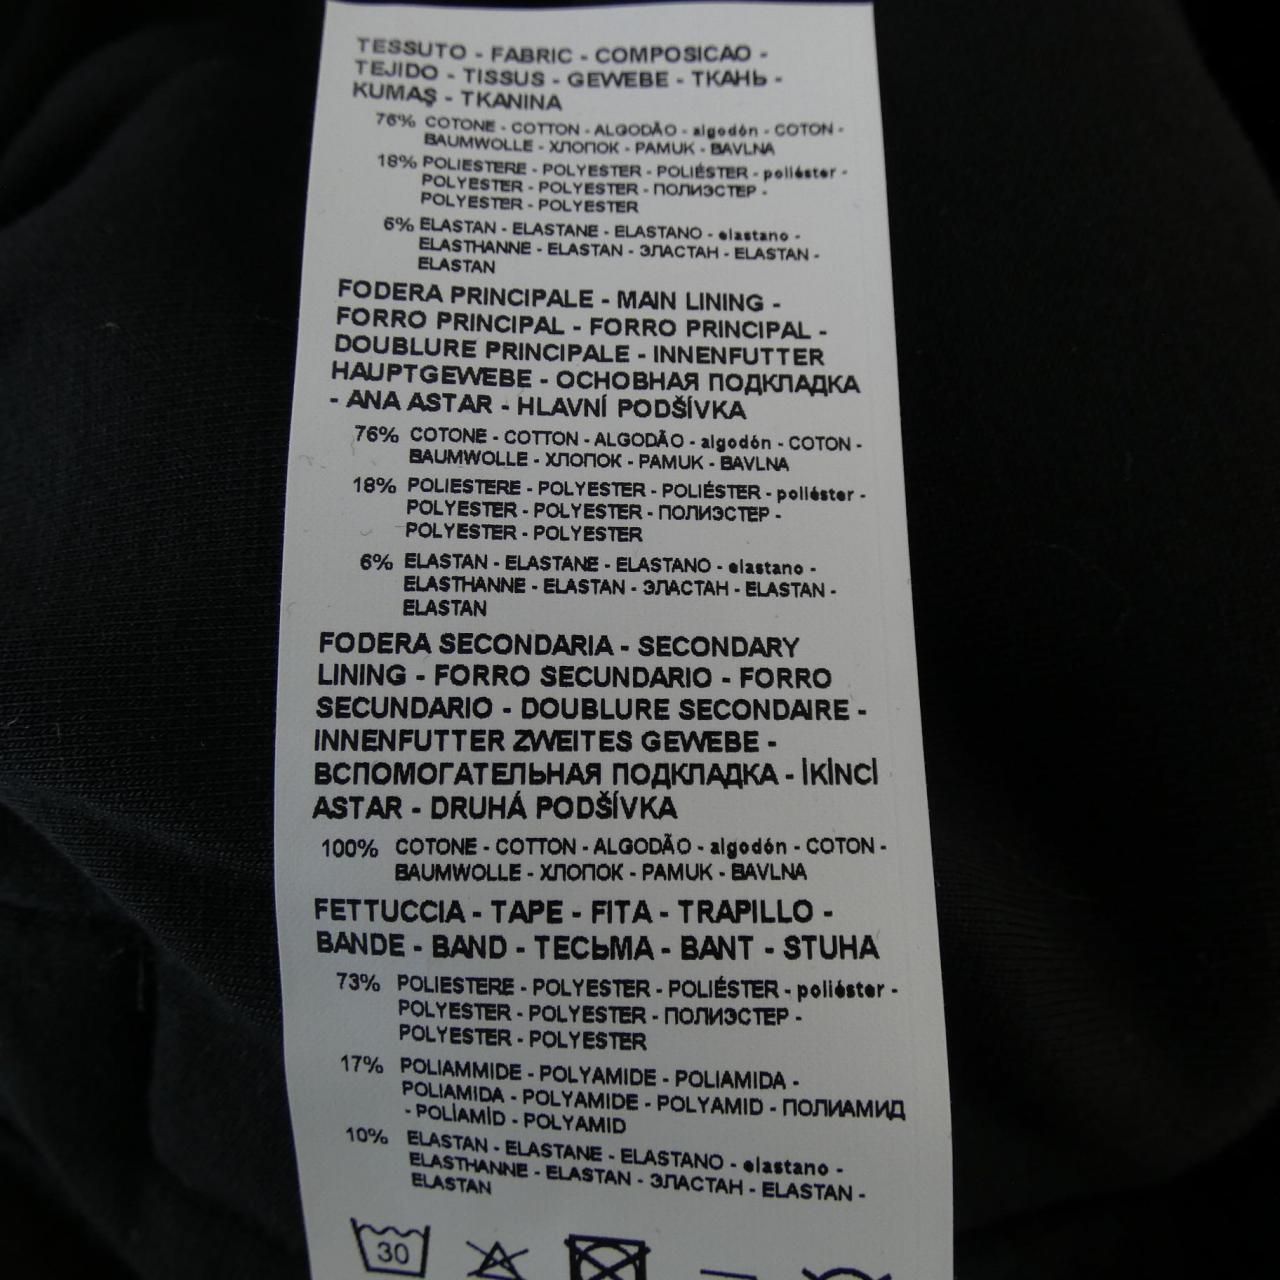 TESSUTO - FABRIC - COMPOSICAO -
TEJIDO - TISSUS - GEWEBE - ТКАНЬ -
KUMAŞ - TKANINA
76% COTONE - COTTON - ALGODÃO - algodón - COTON -
BAUMWOLLE - ХЛОПОК - PAMUK - BAVLNA
18% POLIESTERE - POLYESTER - POLIÉSTER - poliéster -
POLYESTER - POLYESTER - ПОЛИЭСТЕР -
POLYESTER - POLYESTER
6% ELASTAN - ELASTANE - ELASTANO - elastano -
ELASTHANNE - ELASTAN - ЭЛАСТАН - ELASTAN -
ELASTAN
FODERA PRINCIPALE - MAIN LINING -
FORRO PRINCIPAL - FORRO PRINCIPAL -
DOUBLURE PRINCIPALE - INNENFUTTER
HAUPTGEWEBE - ОСНОВНАЯ ПОДКЛАДКА
- ANA ASTAR - HLAVNÍ PODŠÍVKA
76% COTONE - COTTON - ALGODÃO - algodón - COTON -
BAUMWOLLE - ХЛОПОК - PAMUK - BAVLNA
18% POLIESTERE - POLYESTER - POLIÉSTER - poliéster -
POLYESTER - POLYESTER - ПОЛИЭСТЕР -
POLYESTER - POLYESTER
6% ELASTAN - ELASTANE - ELASTANO - elastano -
ELASTHANNE - ELASTAN - ЭЛАСТАН - ELASTAN -
ELASTAN
FODERA SECONDARIA - SECONDARY
LINING - FORRO SECUNDARIO - FORRO
SECUNDARIO - DOUBLURE SECONDAIRE -
INNENFUTTER ZWEITES GEWEBE -
ВСПОМОГАТЕЛЬНАЯ ПОДКЛАДКА - İKİNCİ
ASTAR - DRUHÁ PODŠÍVKA
100% COTONE - COTTON - ALGODÃO - algodón - COTON -
BAUMWOLLE - ХЛОПОК - PAMUK - BAVLNA
FETTUCCIA - TAPE - FITA - TRAPILLO -
BANDE - BAND - ТЕСЬМА - BANT - STUHA
73% POLIESTERE - POLYESTER - POLIÉSTER - poliéster -
POLYESTER - POLYESTER - ПОЛИЭСТЕР -
POLYESTER - POLYESTER
17% POLIAMMIDE - POLYAMIDE - POLIAMIDA -
POLIAMIDA - POLYAMIDE - POLYAMID - ПОЛИАМИД
- POLİAMİD - POLYAMID
10% ELASTAN - ELASTANE - ELASTANO - elastano -
ELASTHANNE - ELASTAN - ЭЛАСТАН - ELASTAN -
ELASTAN
30